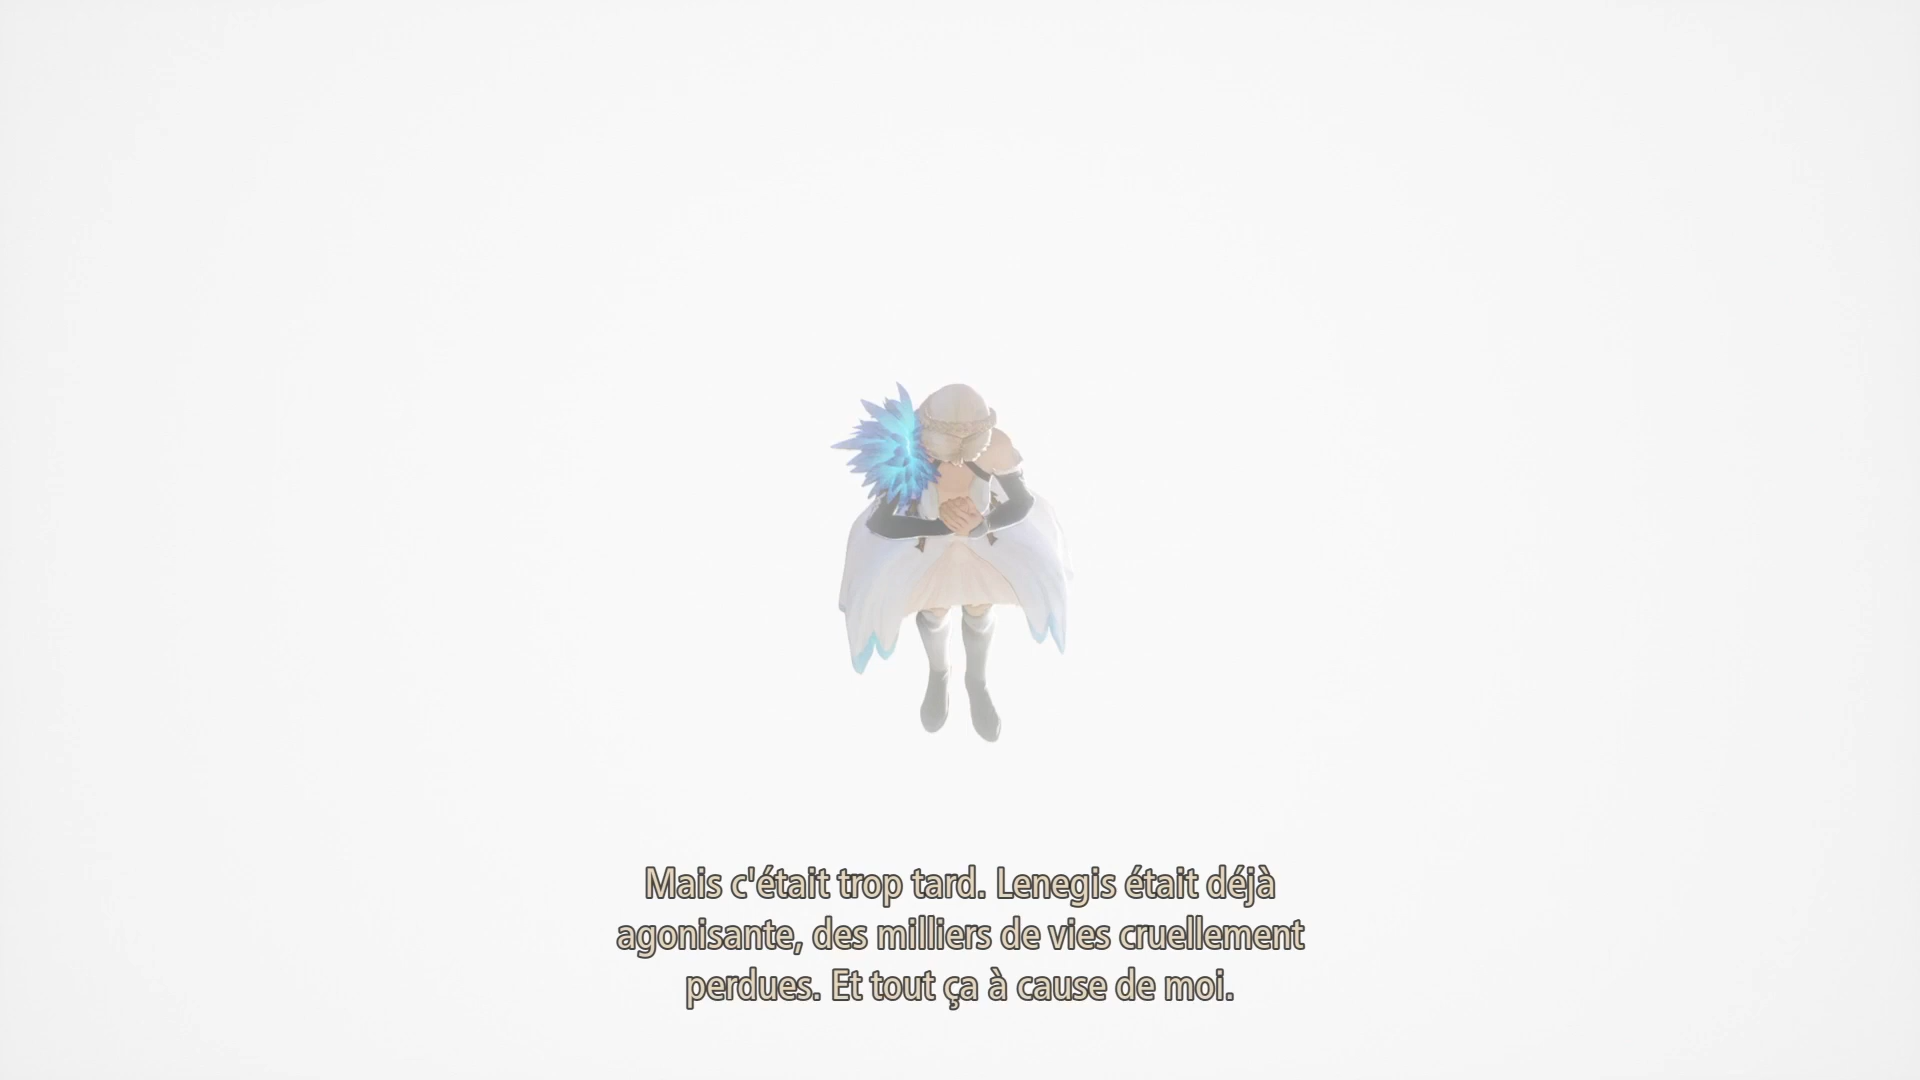 Mais c'était trop tard. Lenegis était déjà
agonisante, des milliers de vies cruellement
perdues. Et tout ça à cause de moi.